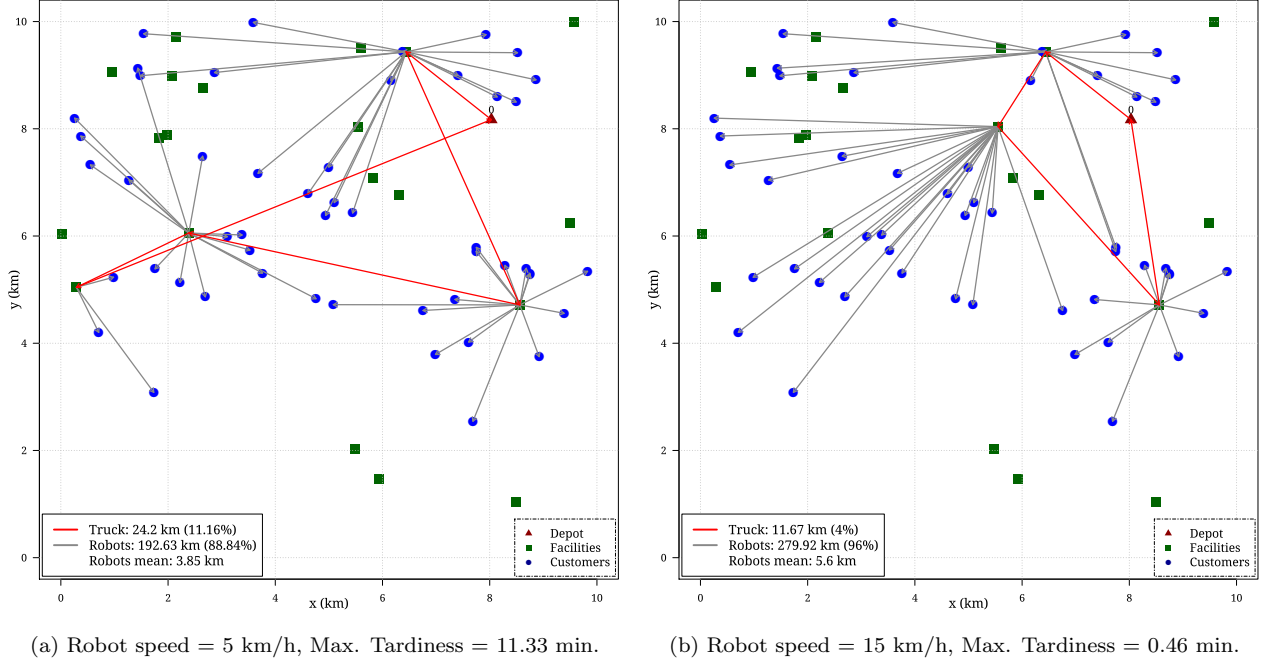 10
8
6
4
2
0
y (km)
0
Truck: 24.2 km (11.16%)
Robots: 192.63 km (88.84%)
Robots mean: 3.85 km
Depot
Facilities
Customers
0 2 4 6 8 10
x (km)
(a) Robot speed = 5 km/h, Max. Tardiness = 11.33 min.
10
8
6
4
2
0
y (km)
0
Truck: 11.67 km (4%)
Robots: 279.92 km (96%)
Robots mean: 5.6 km
Depot
Facilities
Customers
0 2 4 6 8 10
x (km)
(b) Robot speed = 15 km/h, Max. Tardiness = 0.46 min.